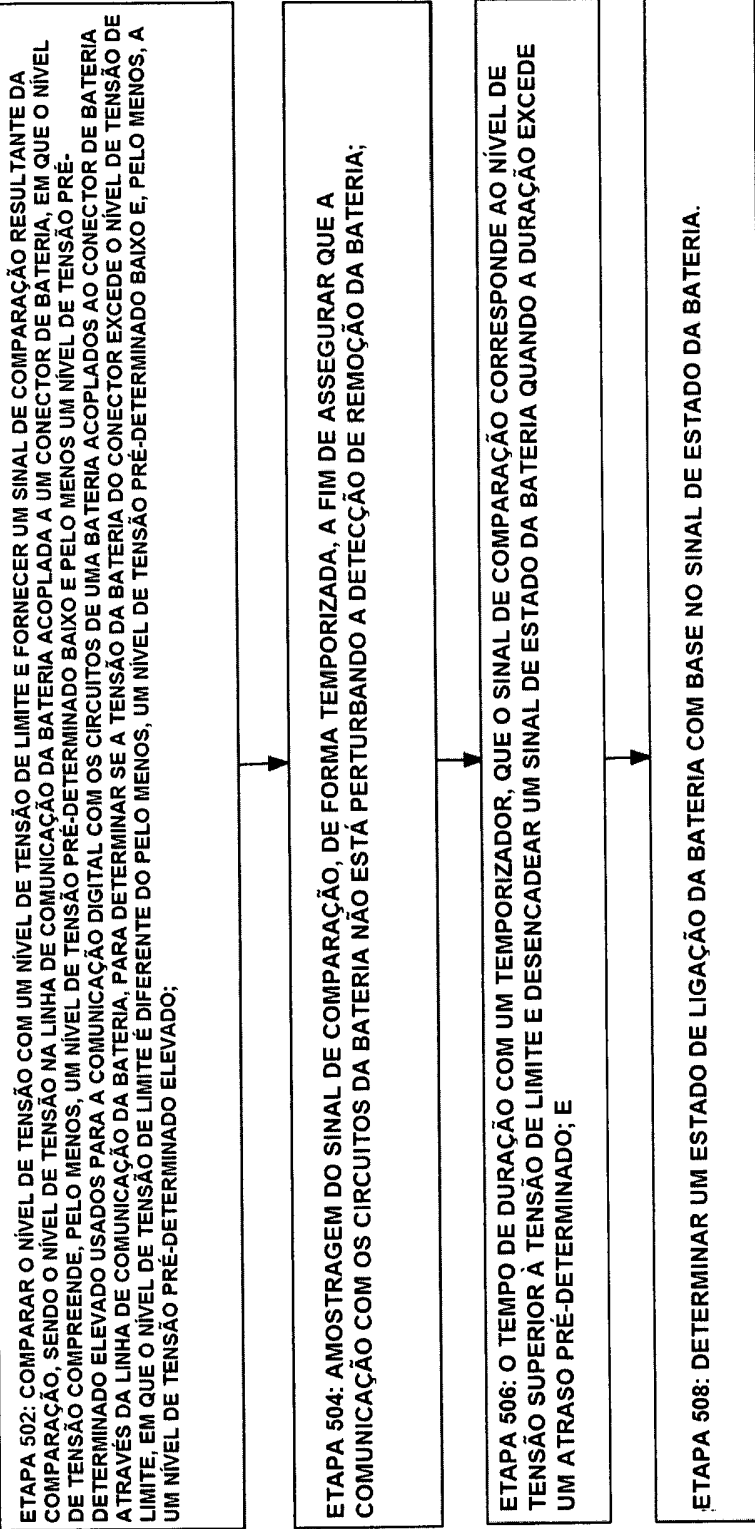 ETAPA 502: COMPARAR O NÍVEL DE TENSÃO COM UM NÍVEL DE TENSÃO DE LIMITE E FORNECER UM SINAL DE COMPARAÇÃO RESULTANTE DA
COMPARAÇÃO, SENDO O NÍVEL DE TENSÃO NA LINHA DE COMUNICAÇÃO DA BATERIA ACOPLADA A UM CONECTOR DE BATERIA, EM QUE O NÍVEL
DE TENSÃO COMPREENDE, PELO MENOS, UM NÍVEL DE TENSÃO PRÉ-DETERMINADO BAIXO E PELO MENOS UM NÍVEL DE TENSÃO PRÉ-
DETERMINADO ELEVADO USADOS PARA A COMUNICAÇÃO DIGITAL COM OS CIRCUITOS DE UMA BATERIA ACOPLADOS AO CONECTOR DE BATERIA
ATRAVÉS DA LINHA DE COMUNICAÇÃO DA BATERIA, PARA DETERMINAR SE A TENSÃO DA BATERIA DO CONECTOR EXCEDE O NÍVEL DE TENSÃO DE
LIMITE, EM QUE O NÍVEL DE TENSÃO DE LIMITE É DIFERENTE DO PELO MENOS, UM NÍVEL DE TENSÃO PRÉ-DETERMINADO BAIXO E, PELO MENOS, A
UM NÍVEL DE TENSÃO PRÉ-DETERMINADO ELEVADO;
ETAPA 504: AMOSTRAGEM DO SINAL DE COMPARAÇÃO, DE FORMA TEMPORIZADA, A FIM DE ASSEGURAR QUE A
COMUNICAÇÃO COM OS CIRCUITOS DA BATERIA NÃO ESTÁ PERTURBANDO A DETECÇÃO DE REMOÇÃO DA BATERIA;
ETAPA 506: O TEMPO DE DURAÇÃO COM UM TEMPORIZADOR, QUE O SINAL DE COMPARAÇÃO CORRESPONDE AO NÍVEL DE
TENSÃO SUPERIOR À TENSÃO DE LIMITE E DESENCADEAR UM SINAL DE ESTADO DA BATERIA QUANDO A DURAÇÃO EXCEDE
UM ATRASO PRÉ-DETERMINADO; E
ETAPA 508: DETERMINAR UM ESTADO DE LIGAÇÃO DA BATERIA COM BASE NO SINAL DE ESTADO DA BATERIA.